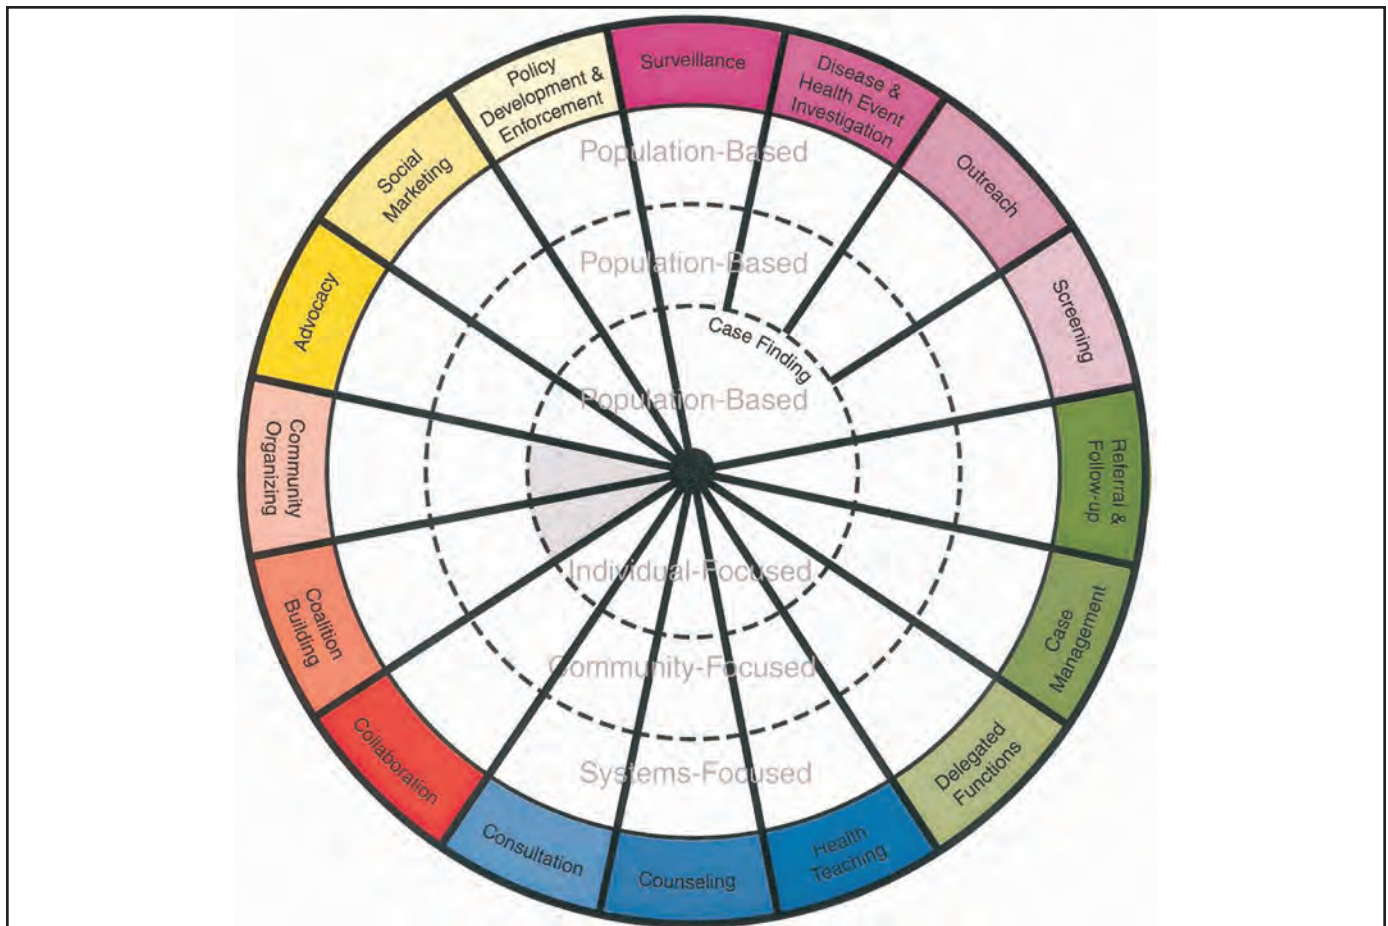 Surveillance
Disease &
Health Event
Investigation
Outreach
Screening
Referral &
Follow-up
Case
Management
Delegated
Functions
Health
Teaching
Counseling
Consultation
Collaboration
Coalition
Building
Community
Organizing
Advocacy
Social
Marketing
Policy
Development &
Enforcement
Population-Based
Population-Based
Case Finding
Population-Based
Individual-Focused
Community-Focused
Systems-Focused